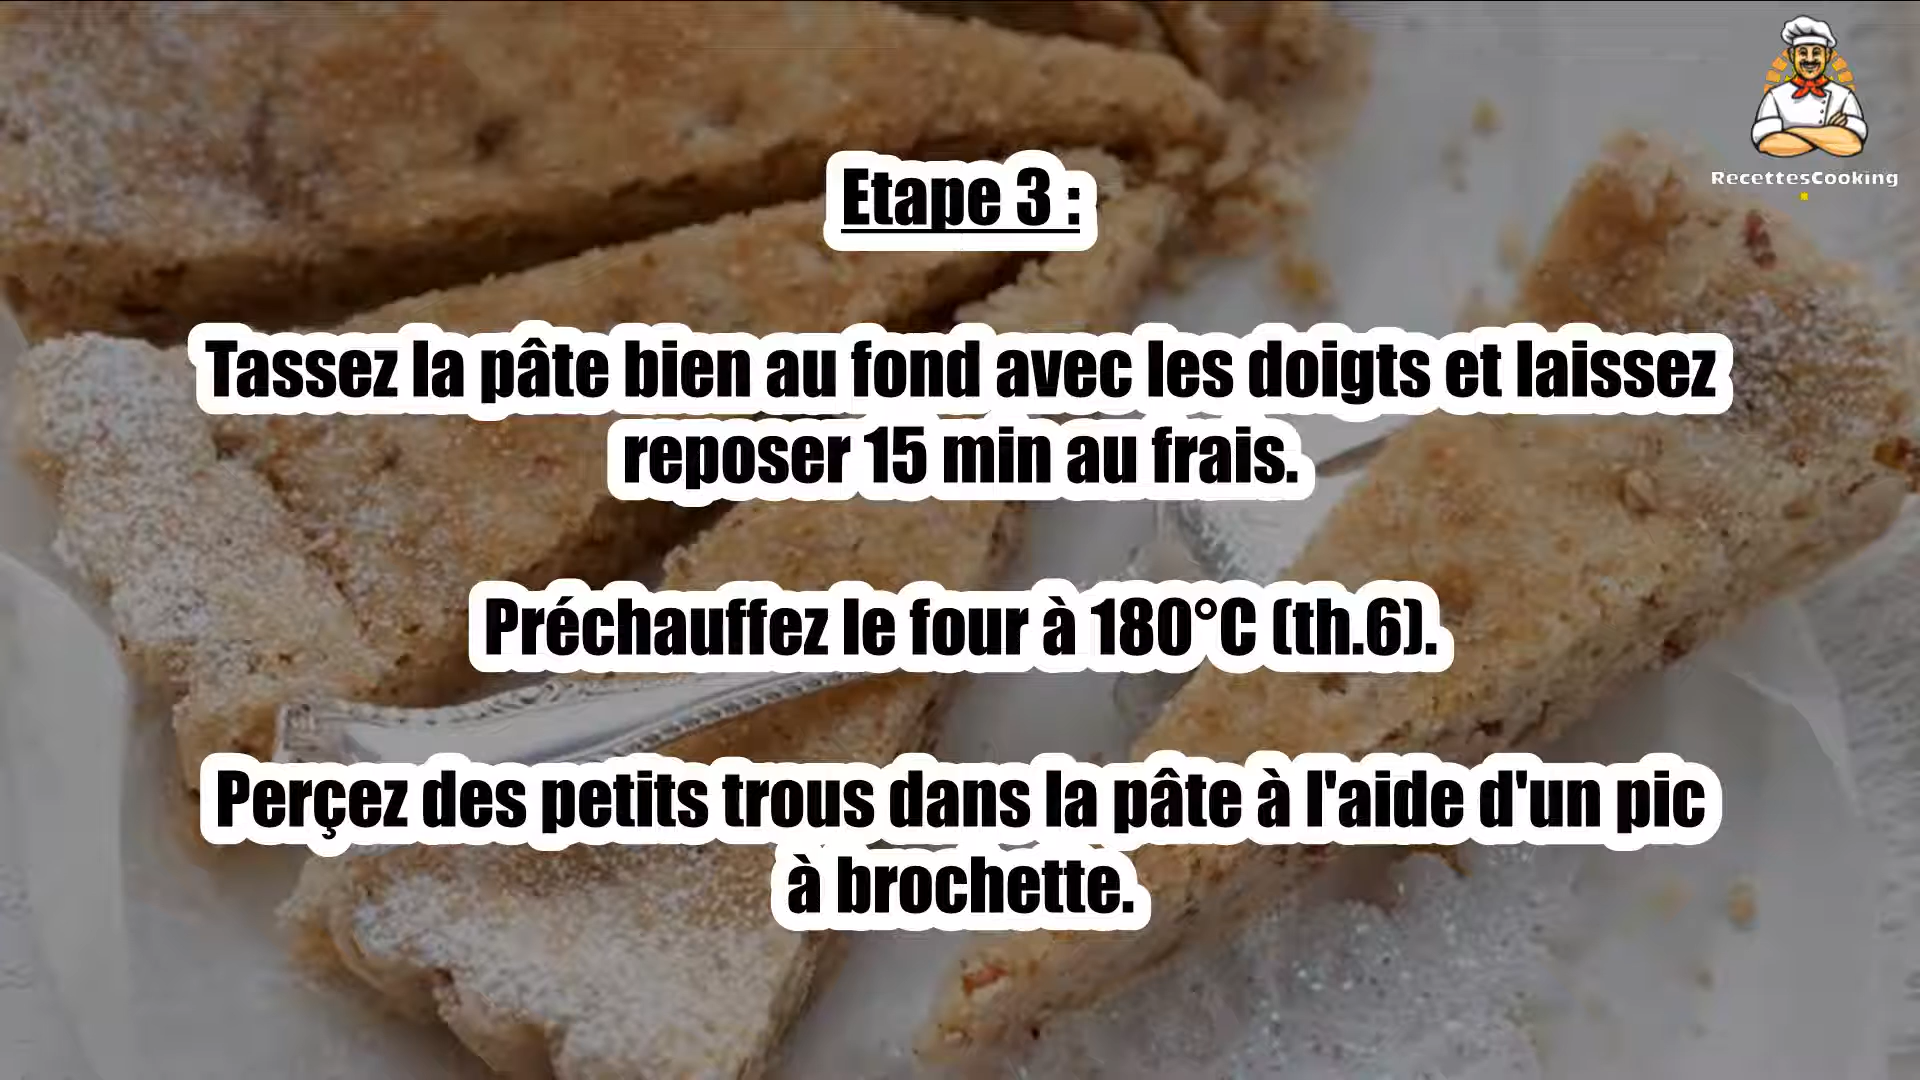 RecettesCooking
Etape 3 :
Tassez la pâte bien au fond avec les doigts et laissez
reposer 15 min au frais.
Préchauffez le four à 180°C (th.6).
Perçez des petits trous dans la pâte à l'aide d'un pic
à brochette.